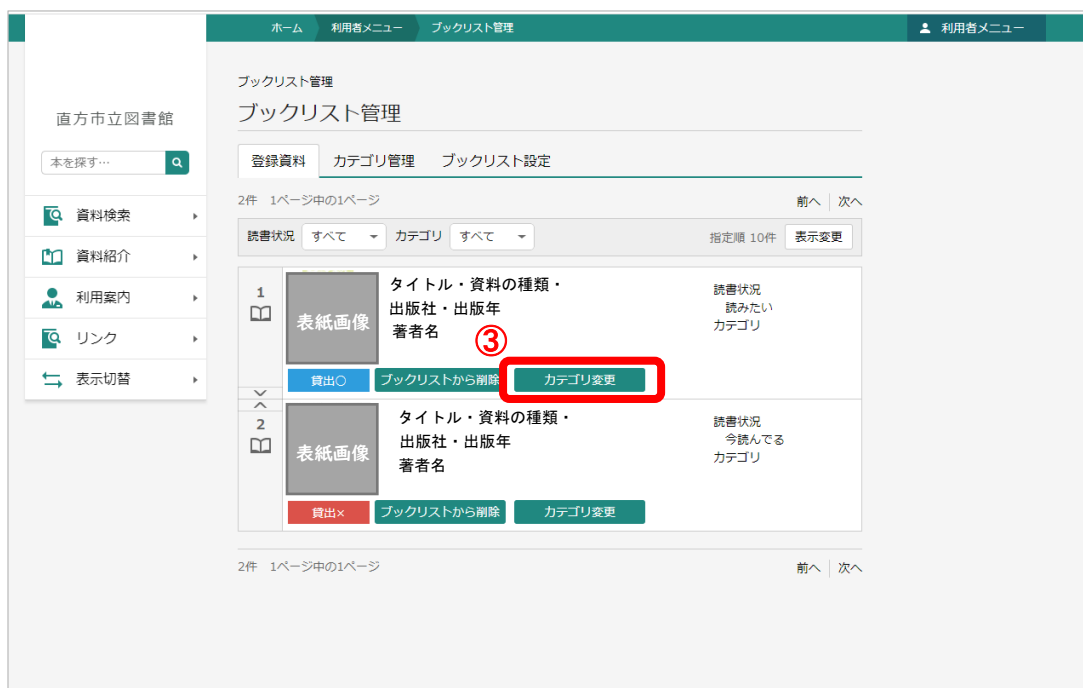 ホーム 利用者メニュー ブックリスト管理 利用者メニュー
直方市立図書館
本を探す…
資料検索
資料紹介
利用案内
リンク
表示切替
ブックリスト管理
ブックリスト管理
登録資料 カテゴリ管理 ブックリスト設定
2件 1ページ中の1ページ 前へ 次へ
読書状況 すべて カテゴリ すべて 指定順 10件 表示変更
1
表紙画像
タイトル・資料の種類・
出版社・出版年
著者名
③
読書状況
読みたい
カテゴリ
貸出○ ブックリストから削除 カテゴリ変更
2
表紙画像
タイトル・資料の種類・
出版社・出版年
著者名
読書状況
今読んでる
カテゴリ
貸出× ブックリストから削除 カテゴリ変更
2件 1ページ中の1ページ 前へ 次へ